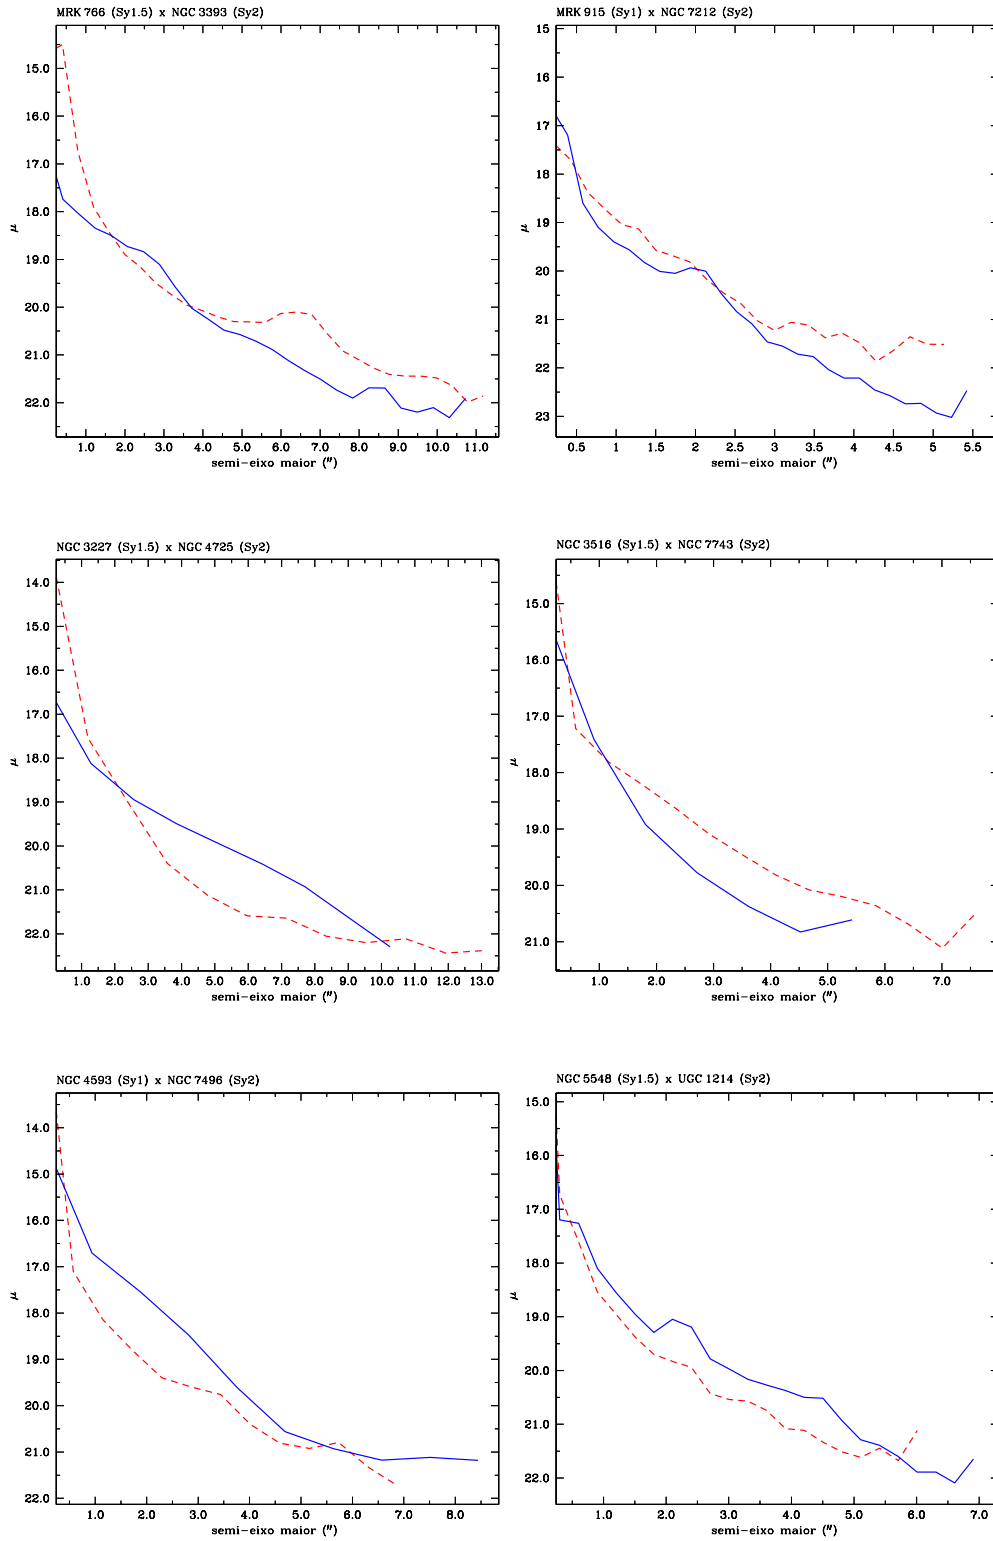 MRK 766 (Sy1.5) x NGC 3393 (Sy2)
15.0
16.0
17.0
18.0
19.0
20.0
21.0
22.0
μ
1.0 2.0 3.0 4.0 5.0 6.0 7.0 8.0 9.0 10.0 11.0
semi-eixo maior (")
MRK 915 (Sy1) x NGC 7212 (Sy2)
15
16
17
18
19
20
21
22
23
μ
0.5 1 1.5 2 2.5 3 3.5 4 4.5 5 5.5
semi-eixo maior (")
NGC 3227 (Sy1.5) x NGC 4725 (Sy2)
14.0
15.0
16.0
17.0
18.0
19.0
20.0
21.0
22.0
μ
1.0 2.0 3.0 4.0 5.0 6.0 7.0 8.0 9.0 10.0 11.0 12.0 13.0
semi-eixo maior (")
NGC 3516 (Sy1.5) x NGC 7743 (Sy2)
15.0
16.0
17.0
18.0
19.0
20.0
21.0
μ
1.0 2.0 3.0 4.0 5.0 6.0 7.0
semi-eixo maior (")
NGC 4593 (Sy1) x NGC 7496 (Sy2)
14.0
15.0
16.0
17.0
18.0
19.0
20.0
21.0
22.0
μ
1.0 2.0 3.0 4.0 5.0 6.0 7.0 8.0
semi-eixo maior (")
NGC 5548 (Sy1.5) x UGC 1214 (Sy2)
15.0
16.0
17.0
18.0
19.0
20.0
21.0
22.0
μ
1.0 2.0 3.0 4.0 5.0 6.0 7.0
semi-eixo maior (")